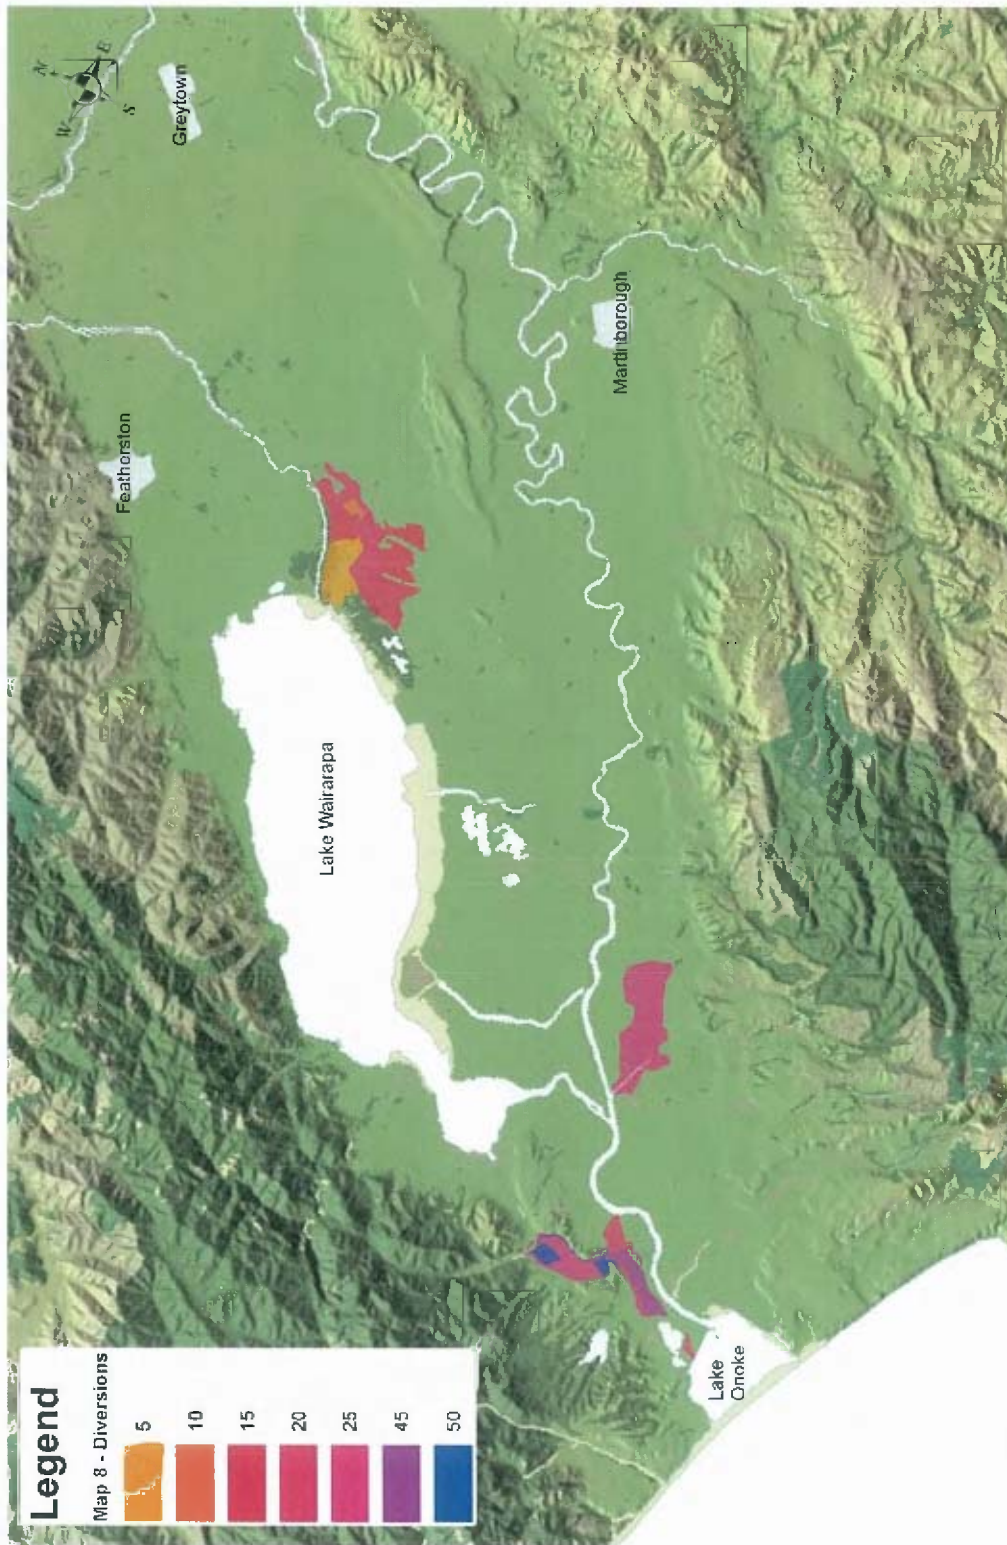 Legend
Map 8 - Diversions
5
10
15
20
25
45
50
N
E
S
W
Greytown
Featherston
Martinborough
Lake Wairarapa
Lake
Onoke